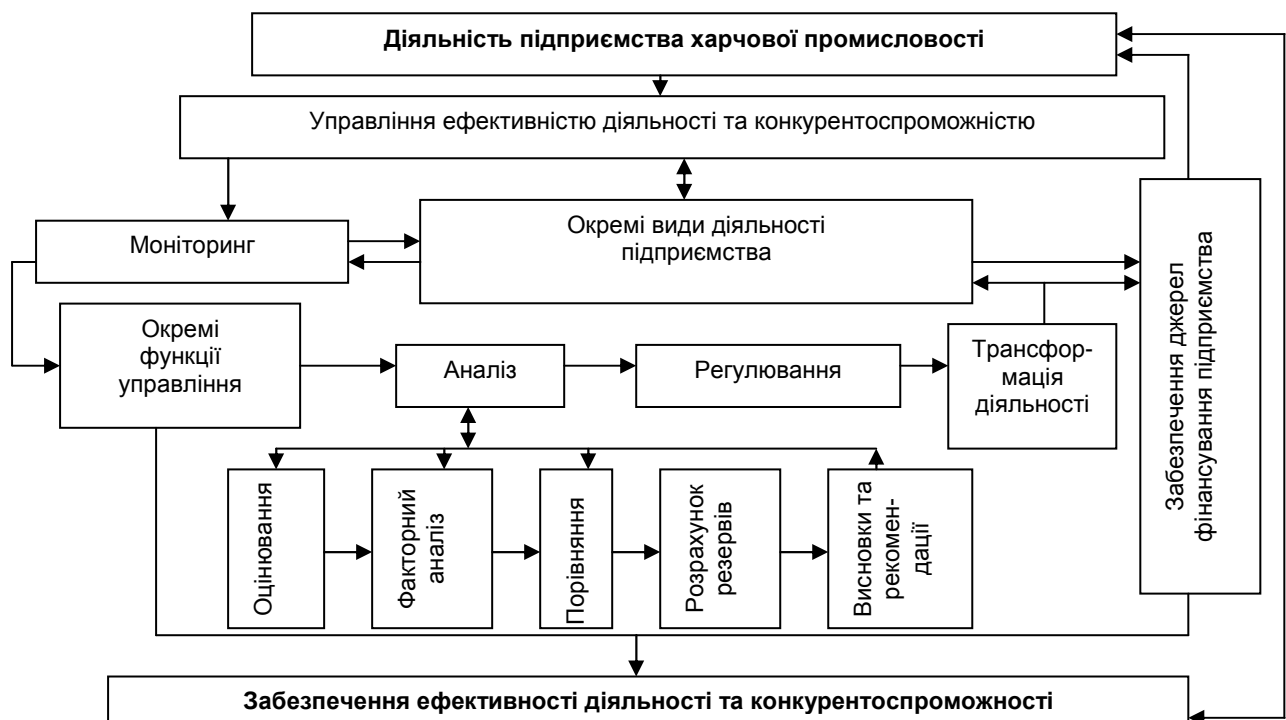 Діяльність підприємства харчової промисловості
Управління ефективністю діяльності та конкурентоспроможністю
Моніторинг
Окремі види діяльності
підприємства
Забезпечення джерел
фінансування підприємства
Окремі
функції
управління
Аналіз
Регулювання
Трансфор-
мація
діяльності
Оцінювання
Факторний
аналіз
Порівняння
Розрахунок
резервів
Висновки та
рекомен-
дації
Забезпечення ефективності діяльності та конкурентоспроможності